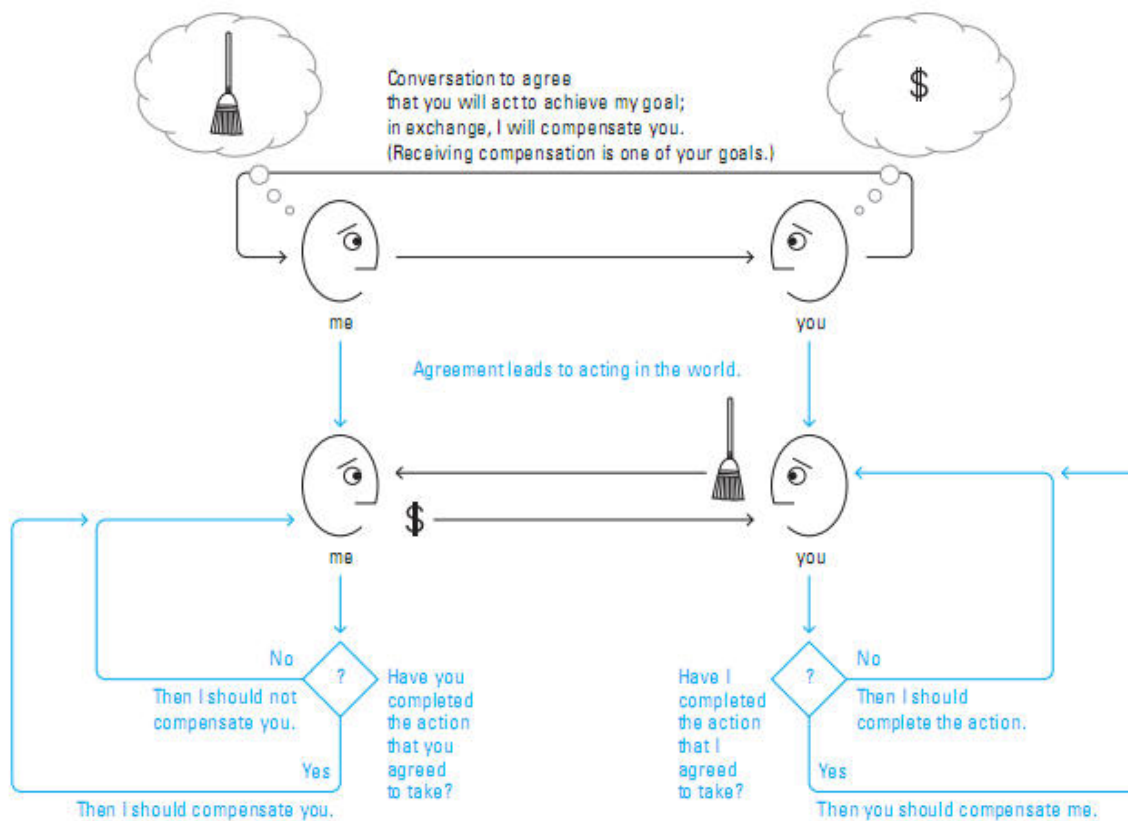 $
Conversation to agree
that you will act to achieve my goal;
in exchange, I will compensate you.
(Receiving compensation is one of your goals.)
me
you
Agreement leads to acting in the world.
$
me
you
No
?
Then I should not
compensate you.
Have you
completed
the action
that you
agreed
to take?
Yes
Then I should compensate you.
Have I
completed
the action
that I
agreed
to take?
?
No
Then I should
complete the action.
Yes
Then you should compensate me.